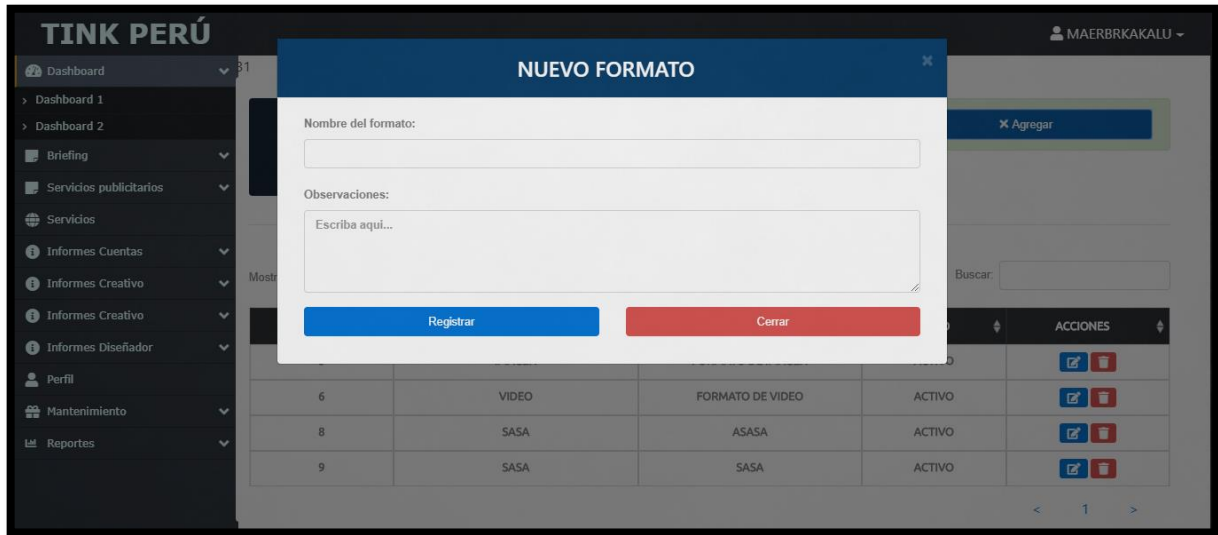 TINK PERÚ
MAERBRKAKALU
Dashboard
Dashboard 1
Dashboard 2
Briefing
Servicios publicitarios
Servicios
Informes Cuentas
Informes Creativo
Informes Creativo
Informes Diseñador
Perfil
Mantenimiento
Reportes
NUEVO FORMATO
×
Nombre del formato:
Observaciones:
Escriba aqui...
Registrar Cerrar
Agregar
Buscar:
ACCIONES
6 VIDEO FORMATO DE VIDEO ACTIVO
8 SASA ASASA ACTIVO
9 SASA SASA ACTIVO
< 1 >